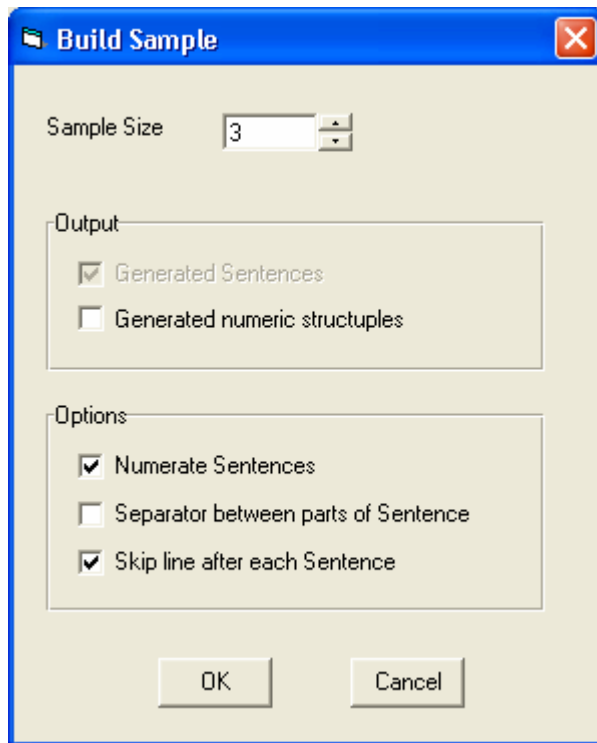 Build Sample
Sample Size 3
Output
Generated Sentences
Generated numeric structuples
Options
Numerate Sentences
Separator between parts of Sentence
Skip line after each Sentence
OK Cancel